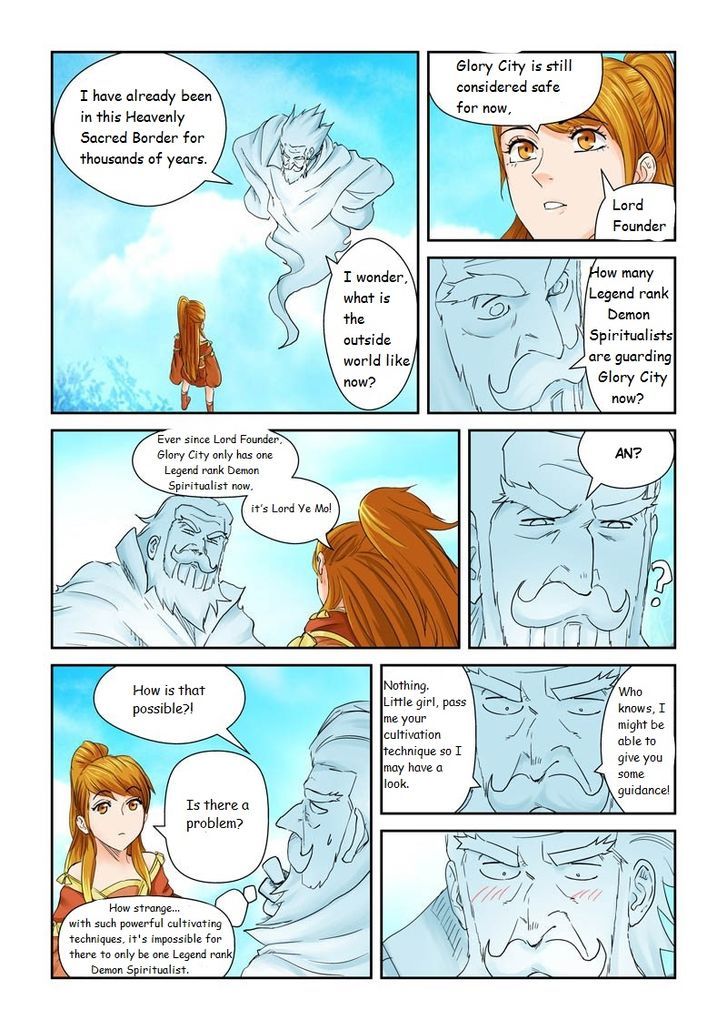 I have already been
in this Heavenly
Sacred Border for
thousands of years.
I wonder,
what is
the
outside
world like
now?
Glory City is still
considered safe
for now,
Lord
Founder
How many
Legend rank
Demon
Spiritualists
are guarding
Glory City
now?
Ever since Lord Founder,
Glory City only has one
Legend rank Demon
Spiritualist now,
it's Lord Ye Mo!
AN?
?
How is that
possible?!
Is there a
problem?
How strange...
with such powerful cultivating
techniques, it's impossible for
there to only be one Legend rank
Demon Spiritualist.
Nothing.
Little girl, pass
me your
cultivation
technique so I
may have a
look.
Who
knows, I
might be
able to
give you
some
guidance!